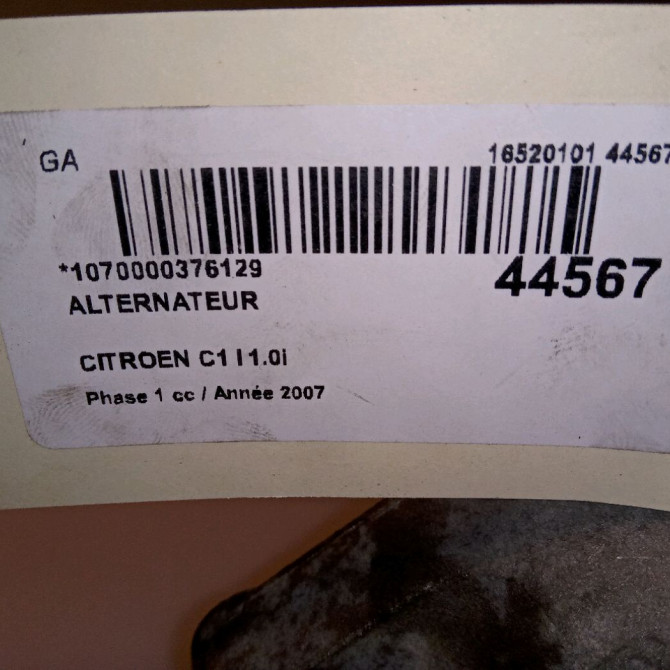 GA
16520101 44567
*1070000376129
44567
ALTERNATEUR
CITROEN C1 I 1.0i
Phase 1 cc / Année 2007